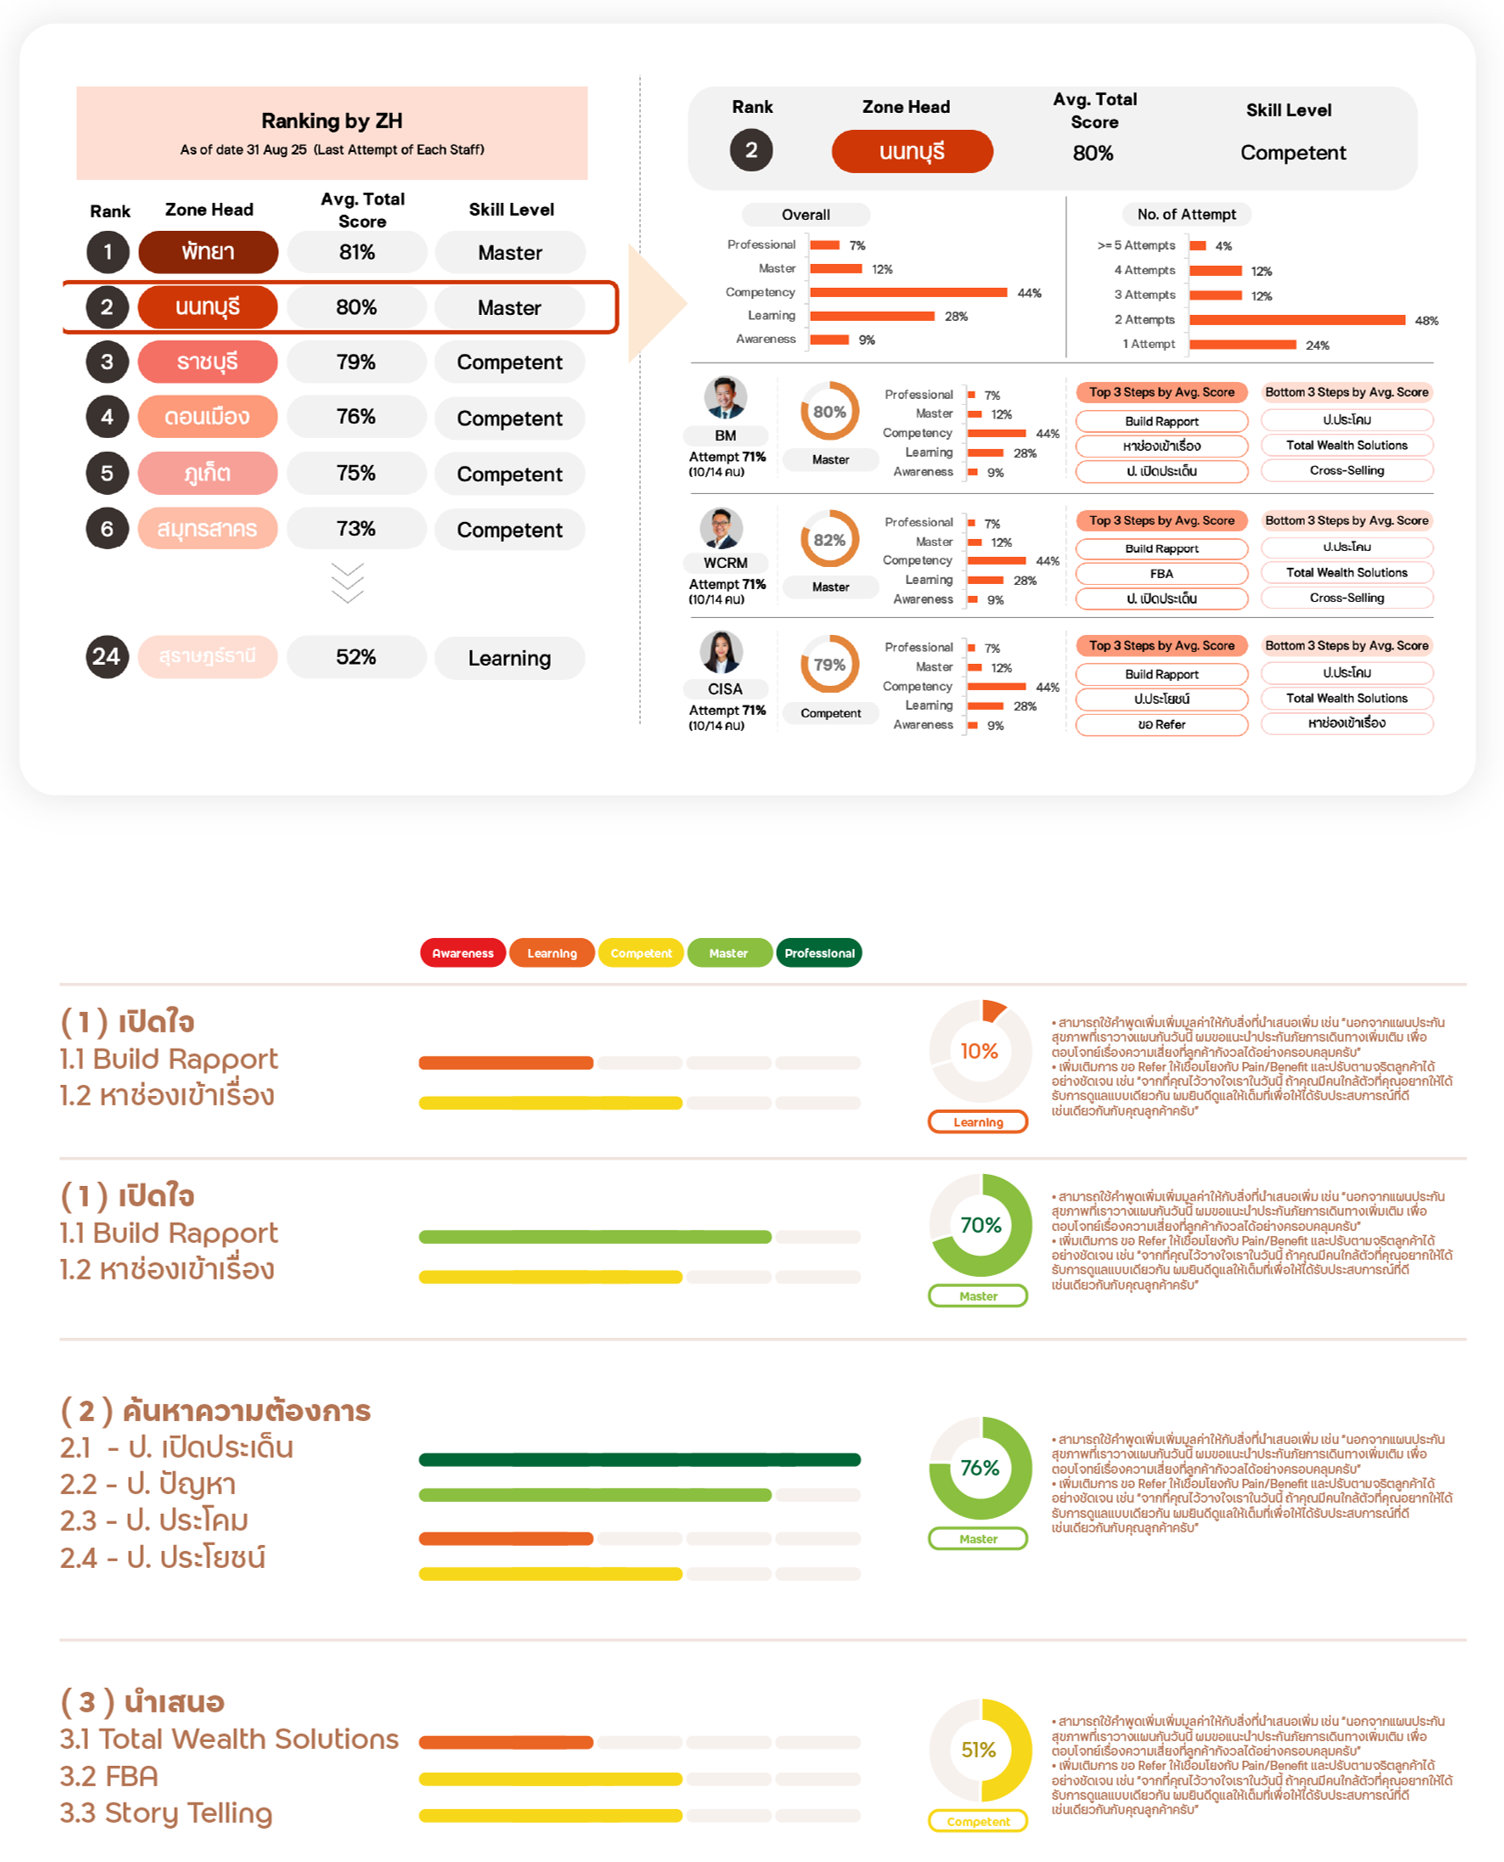 Ranking by ZH
As of date 31 Aug 25 (Last Attempt of Each Staff)
Rank Zone Head Avg. Total Score Skill Level
1 พัทยา 81% Master
2 นนทบุรี 80% Master
3 ราชบุรี 79% Competent
4 ดอนเมือง 76% Competent
5 ภูเก็ต 75% Competent
6 สมุทรสาคร 73% Competent
24 สุราษฎร์ธานี 52% Learning
Rank Zone Head Avg. Total Score Skill Level
2 นนทบุรี 80% Competent
Overall
Professional 7%
Master 12%
Competency 44%
Learning 28%
Awareness 9%
No. of Attempt
>= 5 Attempts 4%
4 Attempts 12%
3 Attempts 12%
2 Attempts 48%
1 Attempt 24%
BM
Attempt 71%
(10/14 คน)
80%
Master
Professional 7%
Master 12%
Competency 44%
Learning 28%
Awareness 9%
Top 3 Steps by Avg. Score
Build Rapport
หาช่องเข้าเรื่อง
ป. เปิดประเด็น
Bottom 3 Steps by Avg. Score
ป.ประโคม
Total Wealth Solutions
Cross-Selling
WCRM
Attempt 71%
(10/14 คน)
82%
Master
Professional 7%
Master 12%
Competency 44%
Learning 28%
Awareness 9%
Top 3 Steps by Avg. Score
Build Rapport
FBA
ป. เปิดประเด็น
Bottom 3 Steps by Avg. Score
ป.ประโคม
Total Wealth Solutions
Cross-Selling
CISA
Attempt 71%
(10/14 คน)
79%
Competent
Professional 7%
Master 12%
Competency 44%
Learning 28%
Awareness 9%
Top 3 Steps by Avg. Score
Build Rapport
ป.ประโยชน์
ขอ Refer
Bottom 3 Steps by Avg. Score
ป.ประโคม
Total Wealth Solutions
หาช่องเข้าเรื่อง
Awareness Learning Competent Master Professional
( 1 ) เปิดใจ
1.1 Build Rapport
1.2 หาช่องเข้าเรื่อง
10%
Learning
• สามารถใช้คำพูดเพิ่มเพิ่มมูลค่าให้กับสิ่งที่นำเสนอเพิ่ม เช่น "นอกจากแผนประกัน
สุขภาพที่เราวางแผนกันวันนี้ ผมขอแนะนำประกันภัยการเดินทางเพิ่มเติม เพื่อ
ตอบโจทย์เรื่องความเสี่ยงที่ลูกค้ากังวลได้อย่างครอบคลุมครับ"
• เพิ่มเติมการ ขอ Refer ให้เชื่อมโยงกับ Pain/Benefit และปรับตามจริตลูกค้าได้
อย่างชัดเจน เช่น "จากที่คุณไว้วางใจเราในวันนี้ ถ้าคุณมีคนใกล้ตัวที่คุณอยากให้ได้
รับการดูแลแบบเดียวกัน ผมยินดีดูแลให้เต็มที่เพื่อให้ได้รับประสบการณ์ที่ดี
เช่นเดียวกันกับคุณลูกค้าครับ"
( 1 ) เปิดใจ
1.1 Build Rapport
1.2 หาช่องเข้าเรื่อง
70%
Master
• สามารถใช้คำพูดเพิ่มเพิ่มมูลค่าให้กับสิ่งที่นำเสนอเพิ่ม เช่น "นอกจากแผนประกัน
สุขภาพที่เราวางแผนกันวันนี้ ผมขอแนะนำประกันภัยการเดินทางเพิ่มเติม เพื่อ
ตอบโจทย์เรื่องความเสี่ยงที่ลูกค้ากังวลได้อย่างครอบคลุมครับ"
• เพิ่มเติมการ ขอ Refer ให้เชื่อมโยงกับ Pain/Benefit และปรับตามจริตลูกค้าได้
อย่างชัดเจน เช่น "จากที่คุณไว้วางใจเราในวันนี้ ถ้าคุณมีคนใกล้ตัวที่คุณอยากให้ได้
รับการดูแลแบบเดียวกัน ผมยินดีดูแลให้เต็มที่เพื่อให้ได้รับประสบการณ์ที่ดี
เช่นเดียวกันกับคุณลูกค้าครับ"
( 2 ) ค้นหาความต้องการ
2.1 - ป. เปิดประเด็น
2.2 - ป. ปัญหา
2.3 - ป. ประโคม
2.4 - ป. ประโยชน์
76%
Master
• สามารถใช้คำพูดเพิ่มเพิ่มมูลค่าให้กับสิ่งที่นำเสนอเพิ่ม เช่น "นอกจากแผนประกัน
สุขภาพที่เราวางแผนกันวันนี้ ผมขอแนะนำประกันภัยการเดินทางเพิ่มเติม เพื่อ
ตอบโจทย์เรื่องความเสี่ยงที่ลูกค้ากังวลได้อย่างครอบคลุมครับ"
• เพิ่มเติมการ ขอ Refer ให้เชื่อมโยงกับ Pain/Benefit และปรับตามจริตลูกค้าได้
อย่างชัดเจน เช่น "จากที่คุณไว้วางใจเราในวันนี้ ถ้าคุณมีคนใกล้ตัวที่คุณอยากให้ได้
รับการดูแลแบบเดียวกัน ผมยินดีดูแลให้เต็มที่เพื่อให้ได้รับประสบการณ์ที่ดี
เช่นเดียวกันกับคุณลูกค้าครับ"
( 3 ) นำเสนอ
3.1 Total Wealth Solutions
3.2 FBA
3.3 Story Telling
51%
Competent
• สามารถใช้คำพูดเพิ่มเพิ่มมูลค่าให้กับสิ่งที่นำเสนอเพิ่ม เช่น "นอกจากแผนประกัน
สุขภาพที่เราวางแผนกันวันนี้ ผมขอแนะนำประกันภัยการเดินทางเพิ่มเติม เพื่อ
ตอบโจทย์เรื่องความเสี่ยงที่ลูกค้ากังวลได้อย่างครอบคลุมครับ"
• เพิ่มเติมการ ขอ Refer ให้เชื่อมโยงกับ Pain/Benefit และปรับตามจริตลูกค้าได้
อย่างชัดเจน เช่น "จากที่คุณไว้วางใจเราในวันนี้ ถ้าคุณมีคนใกล้ตัวที่คุณอยากให้ได้
รับการดูแลแบบเดียวกัน ผมยินดีดูแลให้เต็มที่เพื่อให้ได้รับประสบการณ์ที่ดี
เช่นเดียวกันกับคุณลูกค้าครับ"